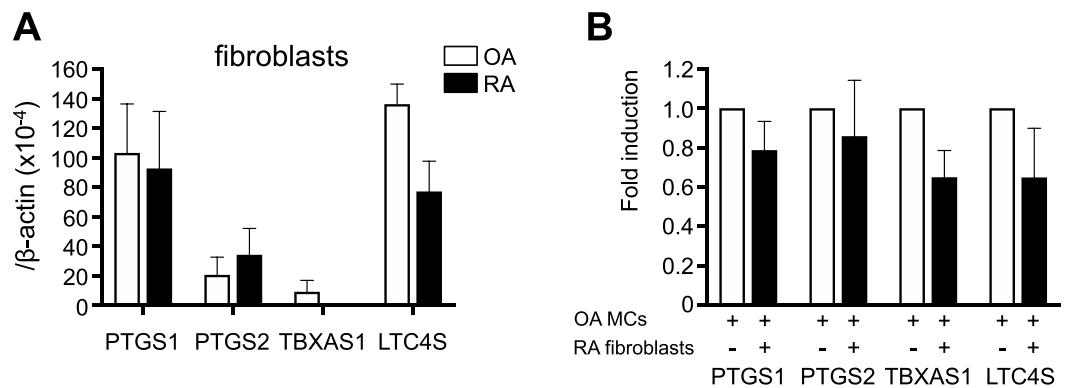 A
fibroblasts
OA
RA
/β-actin (x10⁻⁴)
160
140
120
100
80
60
40
20
0
PTGS1 PTGS2 TBXAS1 LTC4S
B
Fold induction
1.2
1.0
0.8
0.6
0.4
0.2
0
OA MCs + + + + + + + +
RA fibroblasts - + - + - + - +
PTGS1 PTGS2 TBXAS1 LTC4S